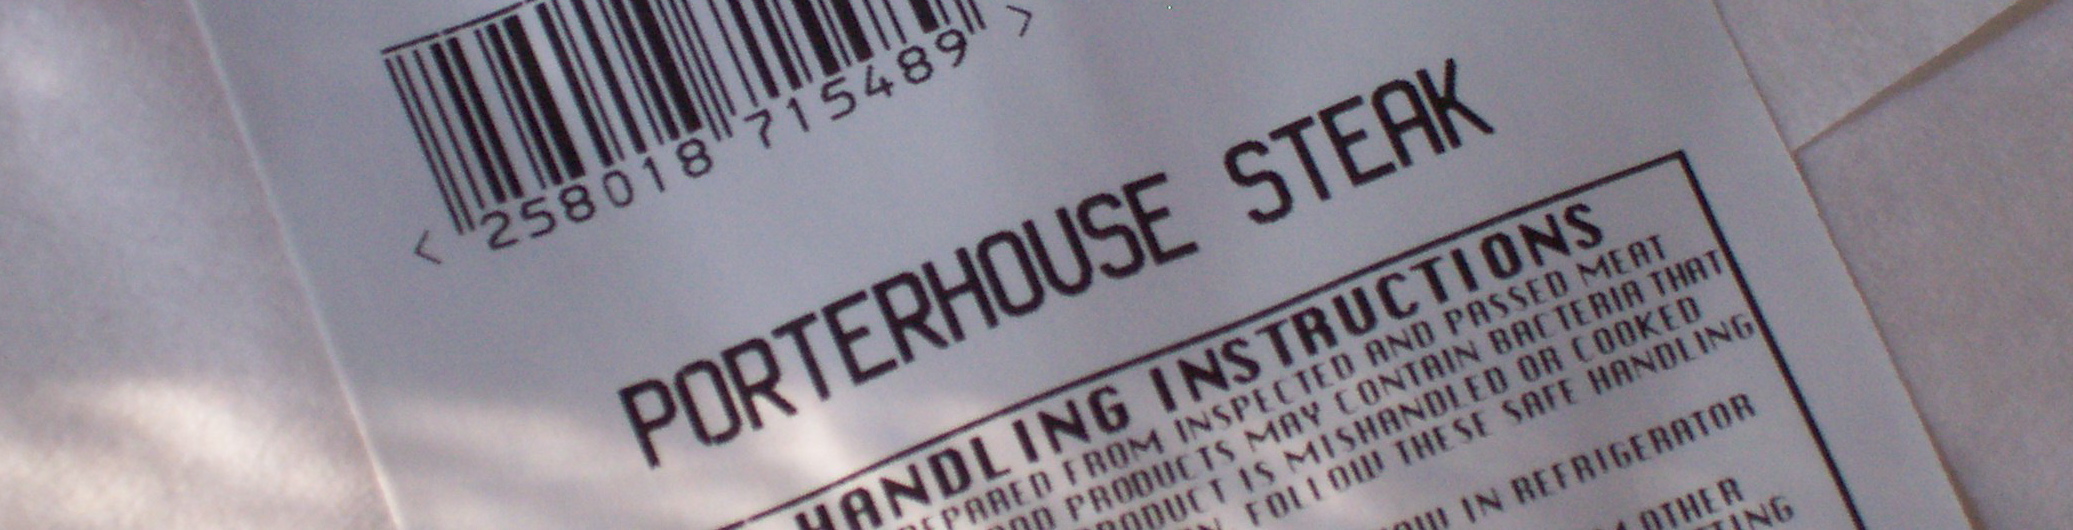 < 258018 715489 >
PORTERHOUSE STEAK
HANDLING INSTRUCTIONS
FROM INSPECTED AND PASSED MEAT
PRODUCTS MAY CONTAIN BACTERIA THAT
PRODUCT IS MISHANDLED OR COOKED
FOLLOW THESE SAFE HANDLING
IN REFRIGERATOR
OTHER